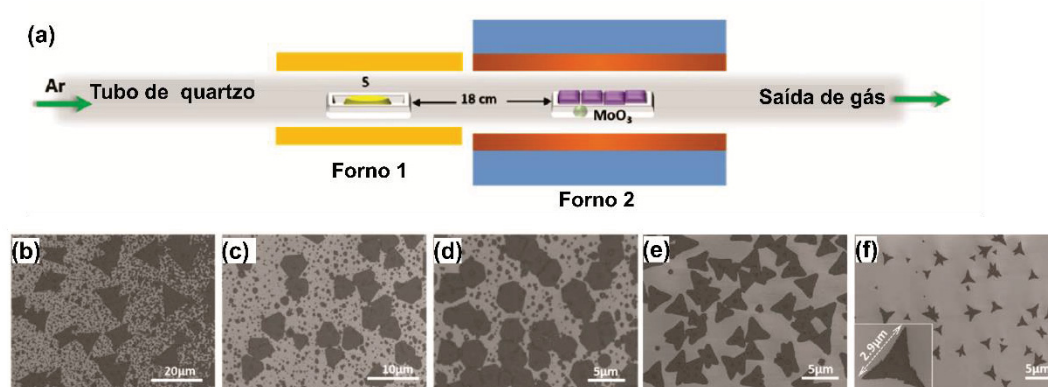 (a)
Ar
Tubo de quartzo
S
18 cm
MoO₃
Saída de gás
Forno 1
Forno 2
(b)
(c)
(d)
(e)
(f)
20μm
10μm
5μm
5μm
2.9μm
5μm